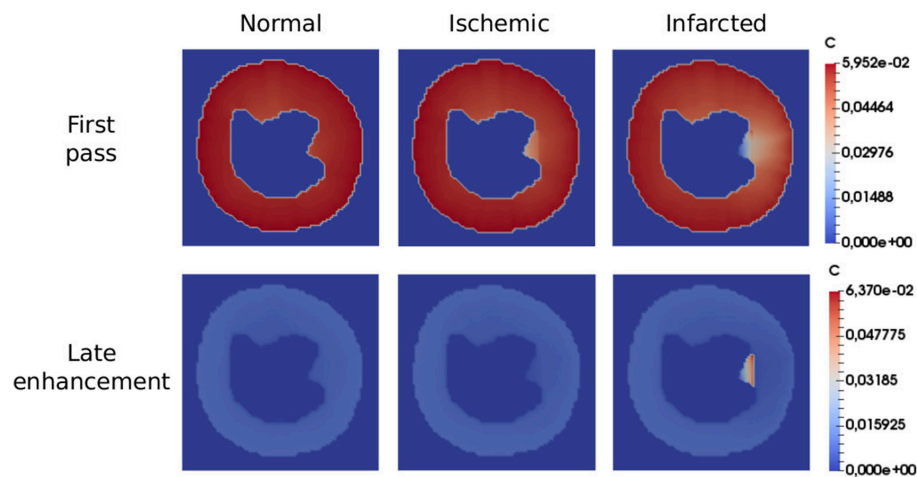 Normal
Ischemic
Infarcted
First
pass
C
5,952e-02
0,04464
0,02976
0,01488
0,000e+00
Late
enhancement
C
6,370e-02
0,047775
0,03185
0,015925
0,000e+00